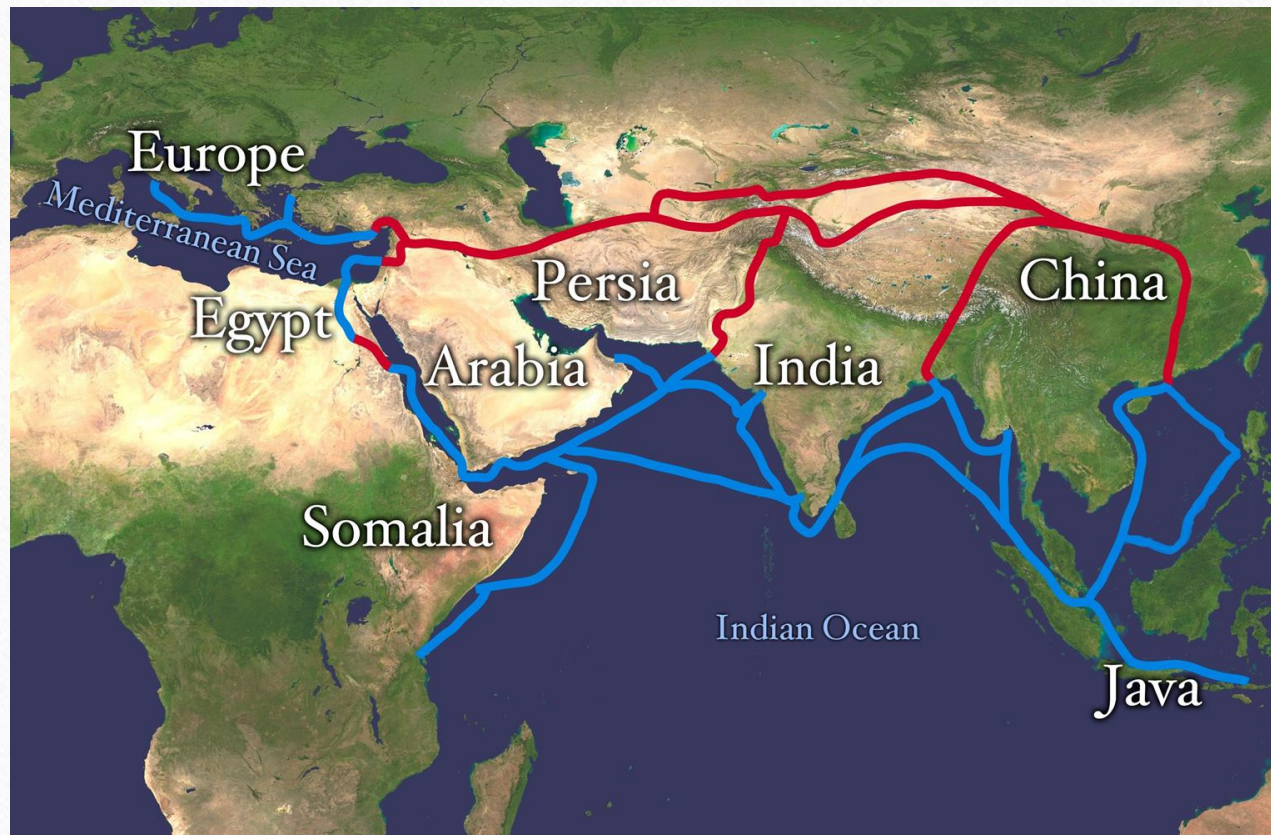 Europe
Mediterranean Sea
Egypt
Persia
China
Arabia
India
Somalia
Indian Ocean
Java